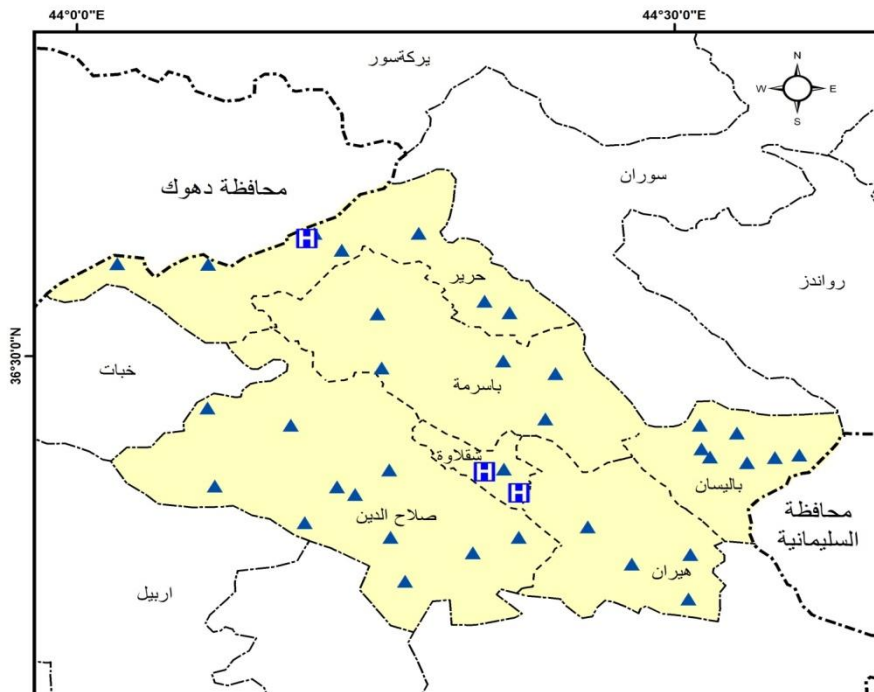 44°0'0"E
44°30'0"E
يركةسور
N
W E
S
سوران
محافظة دهوك
حرير
رواندز
36°30'0"N
خبات
باسرمة
شقلاوة
H
H
H
باليسان
محافظة
السليمانية
صلاح الدين
هيران
اربيل